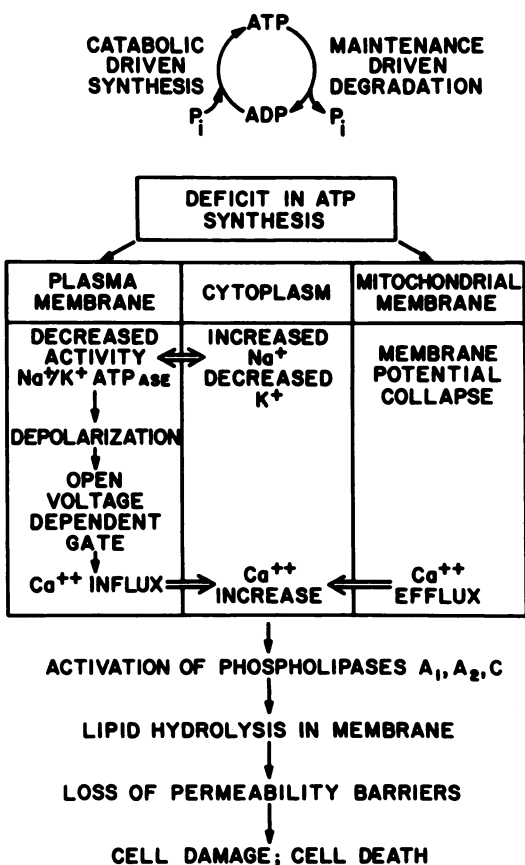 ATP
CATABOLIC
DRIVEN
SYNTHESIS
MAINTENANCE
DRIVEN
DEGRADATION
Pi
ADP
Pi
DEFICIT IN ATP
SYNTHESIS
PLASMA
MEMBRANE
CYTOPLASM
MITOCHONDRIAL
MEMBRANE
DECREASED
ACTIVITY
Na+/K+ ATPASE
DEPOLARIZATION
OPEN
VOLTAGE
DEPENDENT
GATE
Ca++ INFLUX
INCREASED
Na+
DECREASED
K+
Ca++
INCREASE
MEMBRANE
POTENTIAL
COLLAPSE
Ca++
EFFLUX
ACTIVATION OF PHOSPHOLIPASES A1, A2, C
LIPID HYDROLYSIS IN MEMBRANE
LOSS OF PERMEABILITY BARRIERS
CELL DAMAGE; CELL DEATH